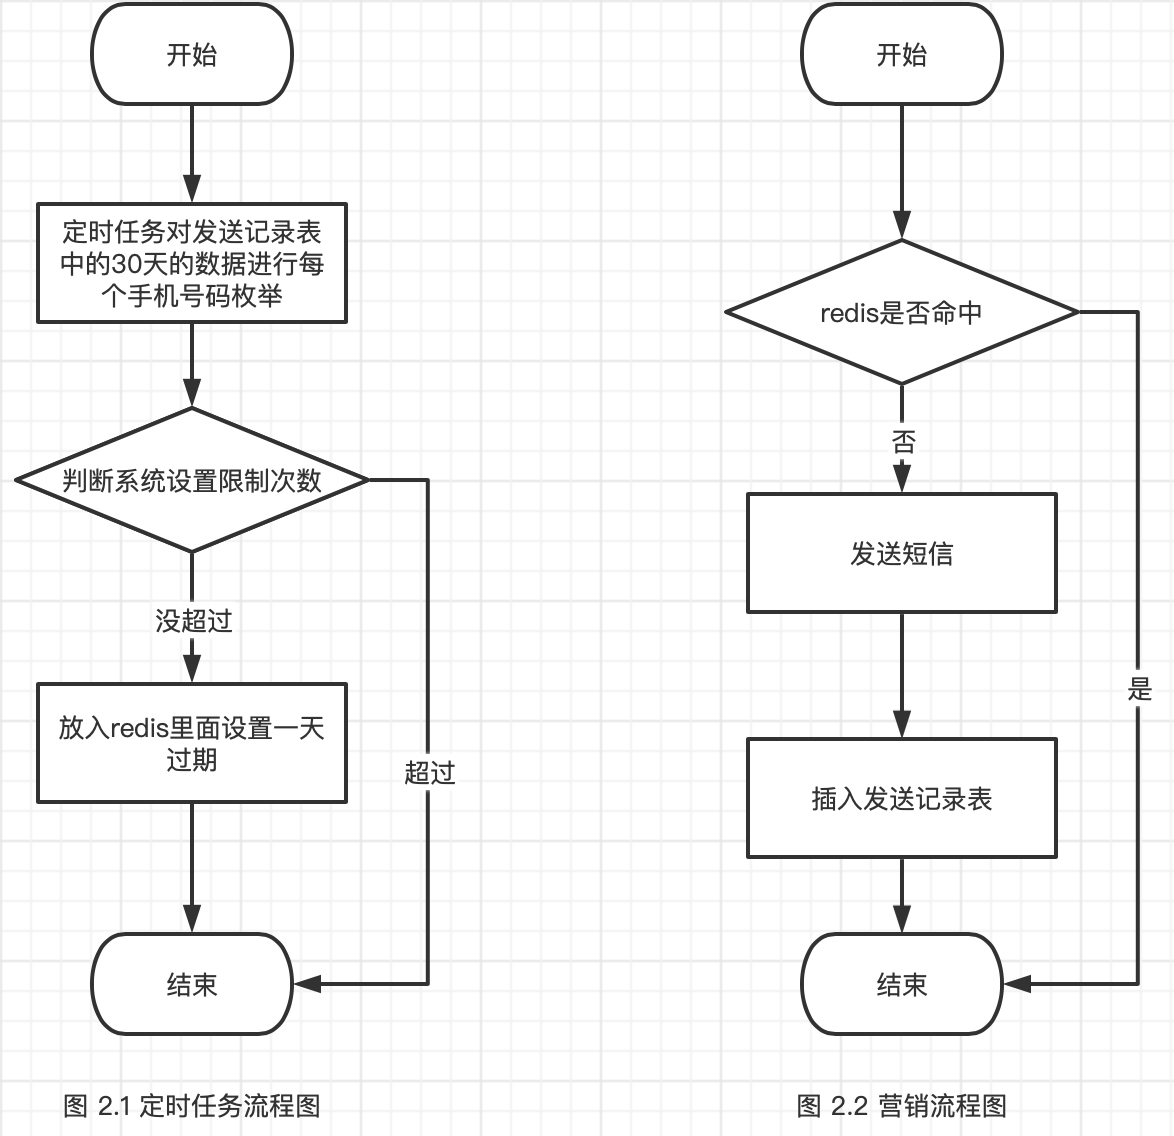 开始
定时任务对发送记录表
中的30天的数据进行每
个手机号码枚举
判断系统设置限制次数
没超过
放入redis里面设置一天
过期
超过
结束
图 2.1 定时任务流程图
开始
redis是否命中
否
发送短信
是
插入发送记录表
结束
图 2.2 营销流程图